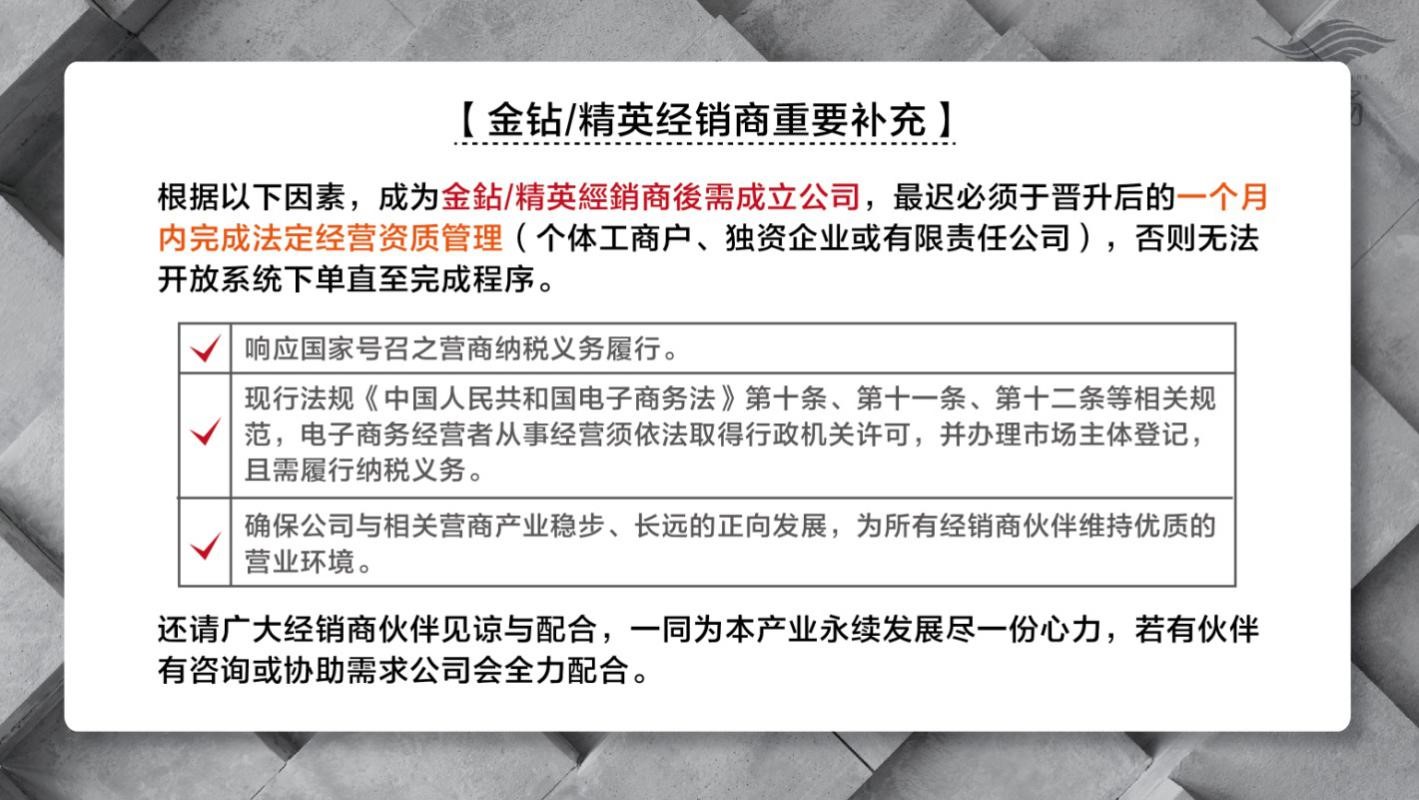 【金钻/精英经销商重要补充】
根据以下因素，成为金鉆/精英經銷商後需成立公司，最迟必须于晋升后的一个月
内完成法定经营资质管理（个体工商户、独资企业或有限责任公司），否则无法
开放系统下单直至完成程序。
响应国家号召之营商纳税义务履行。
现行法规《中国人民共和国电子商务法》第十条、第十一条、第十二条等相关规
范，电子商务经营者从事经营须依法取得行政机关许可，并办理市场主体登记，
且需履行纳税义务。
确保公司与相关营商产业稳步、长远的正向发展，为所有经销商伙伴维持优质的
营业环境。
还请广大经销商伙伴见谅与配合，一同为本产业永续发展尽一份心力，若有伙伴
有咨询或协助需求公司会全力配合。